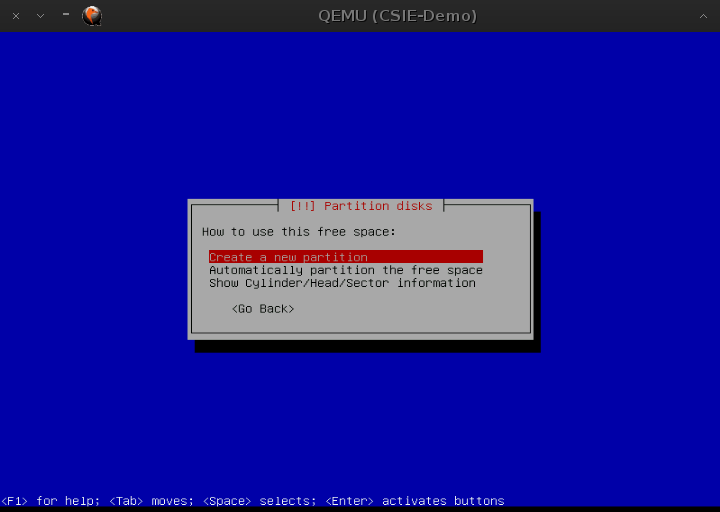 QEMU (CSIE-Demo)
[!!] Partition disks
How to use this free space:
Create a new partition
Automatically partition the free space
Show Cylinder/Head/Sector information
<Go Back>
<F1> for help; <Tab> moves; <Space> selects; <Enter> activates buttons